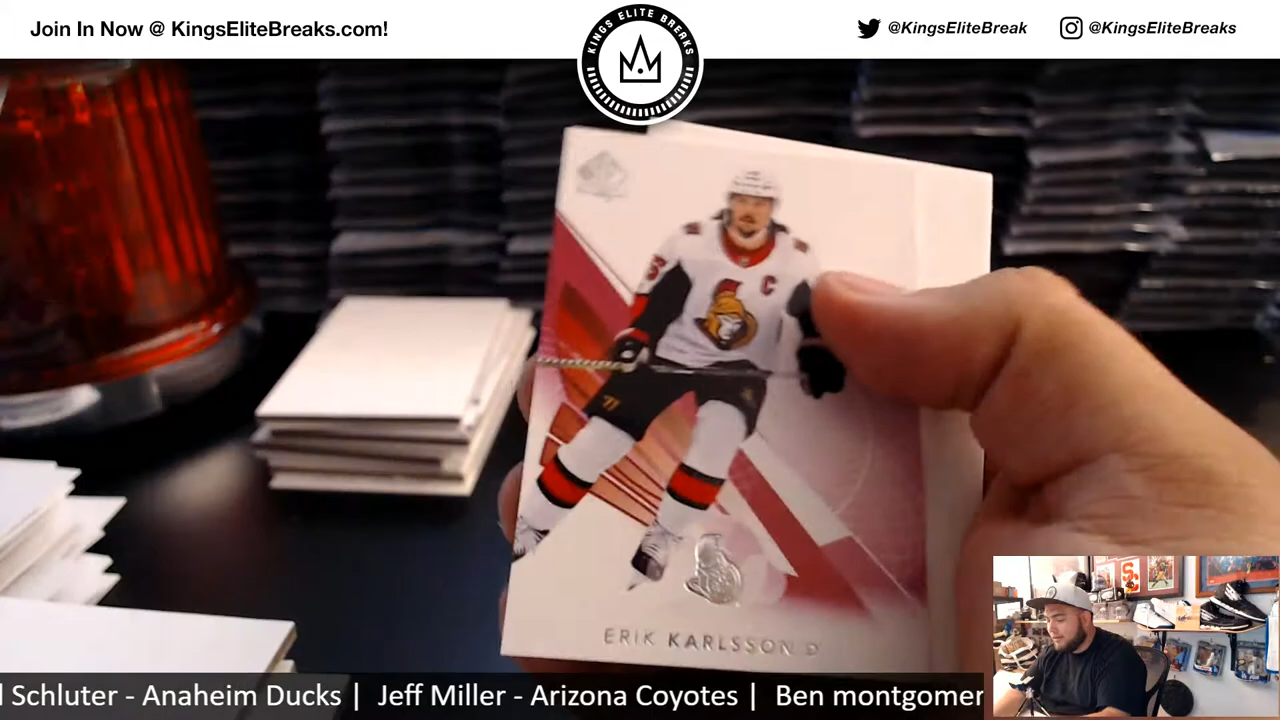 Join In Now @ KingsEliteBreaks.com!
KINGS ELITE BREAKS
@KingsEliteBreak
@KingsEliteBreaks
C
ERIK KARLSSON D
Schluter - Anaheim Ducks | Jeff Miller - Arizona Coyotes | Ben montgomer
SC